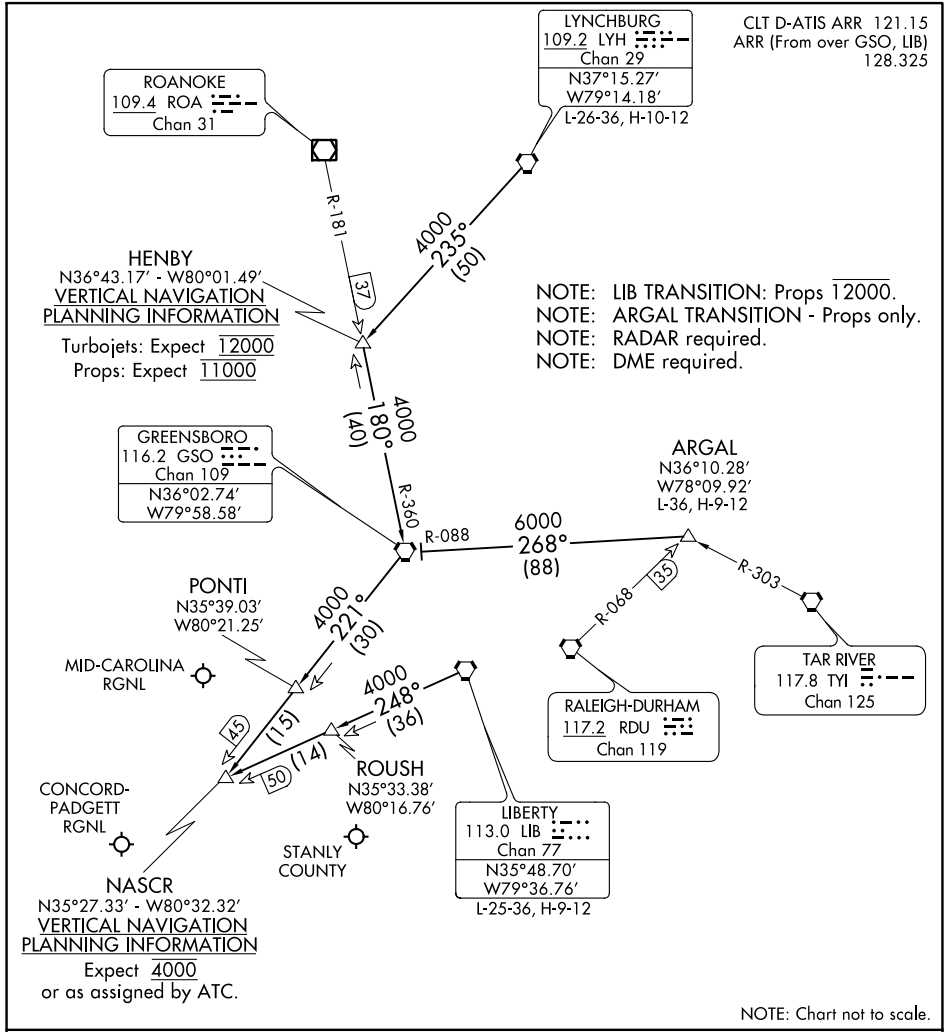 LYNCHBURG
109.2 LYH
Chan 29
N37°15.27'
W79°14.18'
L-26-36, H-10-12
CLT D-ATIS ARR 121.15
ARR (From over GSO, LIB)
128.325
ROANOKE
109.4 ROA
Chan 31
R-181
37
4000
235°
(50)
HENBY
N36°43.17' - W80°01.49'
VERTICAL NAVIGATION
PLANNING INFORMATION
Turbojets: Expect 12000
Props: Expect 11000
NOTE: LIB TRANSITION: Props 12000.
NOTE: ARGAL TRANSITION - Props only.
NOTE: RADAR required.
NOTE: DME required.
4000
180°
(40)
R-360
GREENSBORO
116.2 GSO
Chan 109
N36°02.74'
W79°58.58'
ARGAL
N36°10.28'
W78°09.92'
L-36, H-9-12
R-088
6000
268°
(88)
R-068
35
R-303
PONTI
N35°39.03'
W80°21.25'
4000
221°
(30)
MID-CAROLINA
RGNL
TAR RIVER
117.8 TYI
Chan 125
RALEIGH-DURHAM
117.2 RDU
Chan 119
4000
248°
(36)
45
(15)
50
(14)
ROUSH
N35°33.38'
W80°16.76'
CONCORD-
PADGETT
RGNL
STANLY
COUNTY
LIBERTY
113.0 LIB
Chan 77
N35°48.70'
W79°36.76'
L-25-36, H-9-12
NASCR
N35°27.33' - W80°32.32'
VERTICAL NAVIGATION
PLANNING INFORMATION
Expect 4000
or as assigned by ATC.
NOTE: Chart not to scale.